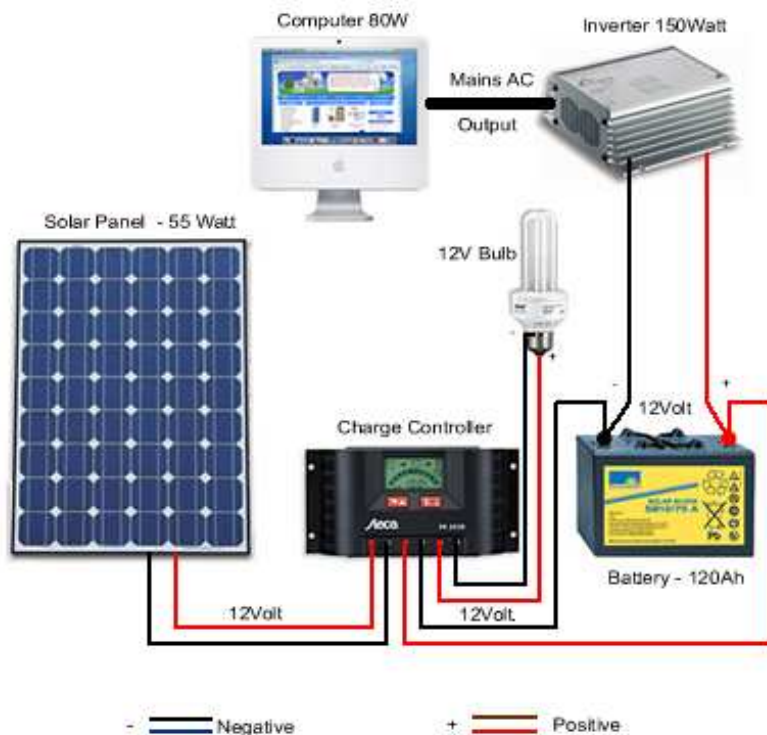 Computer 80W
Inverter 150Watt
Mains AC
Output
Solar Panel - 55 Watt
12V Bulb
-
+
-
+
12Volt
Charge Controller
Steca
Battery - 120Ah
12Volt
12Volt.
- Negative
+ Positive